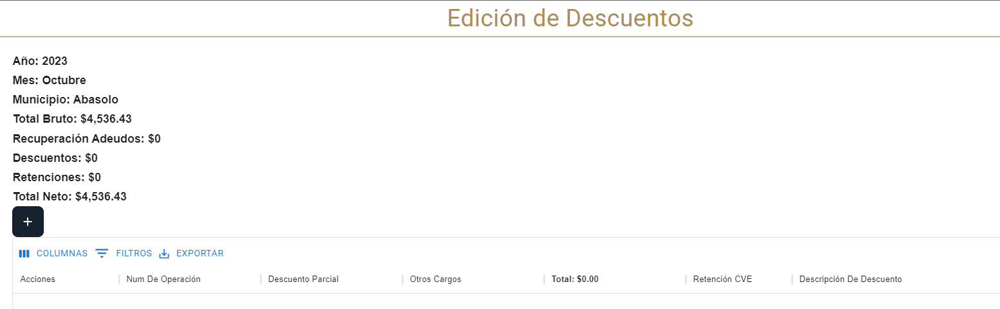 Edición de Descuentos
Año: 2023
Mes: Octubre
Municipio: Abasolo
Total Bruto: $4,536.43
Recuperación Adeudos: $0
Descuentos: $0
Retenciones: $0
Total Neto: $4,536.43
+
COLUMNAS FILTROS EXPORTAR
Acciones Num De Operación Descuento Parcial Otros Cargos Total: $0.00 Retención CVE Descripción De Descuento